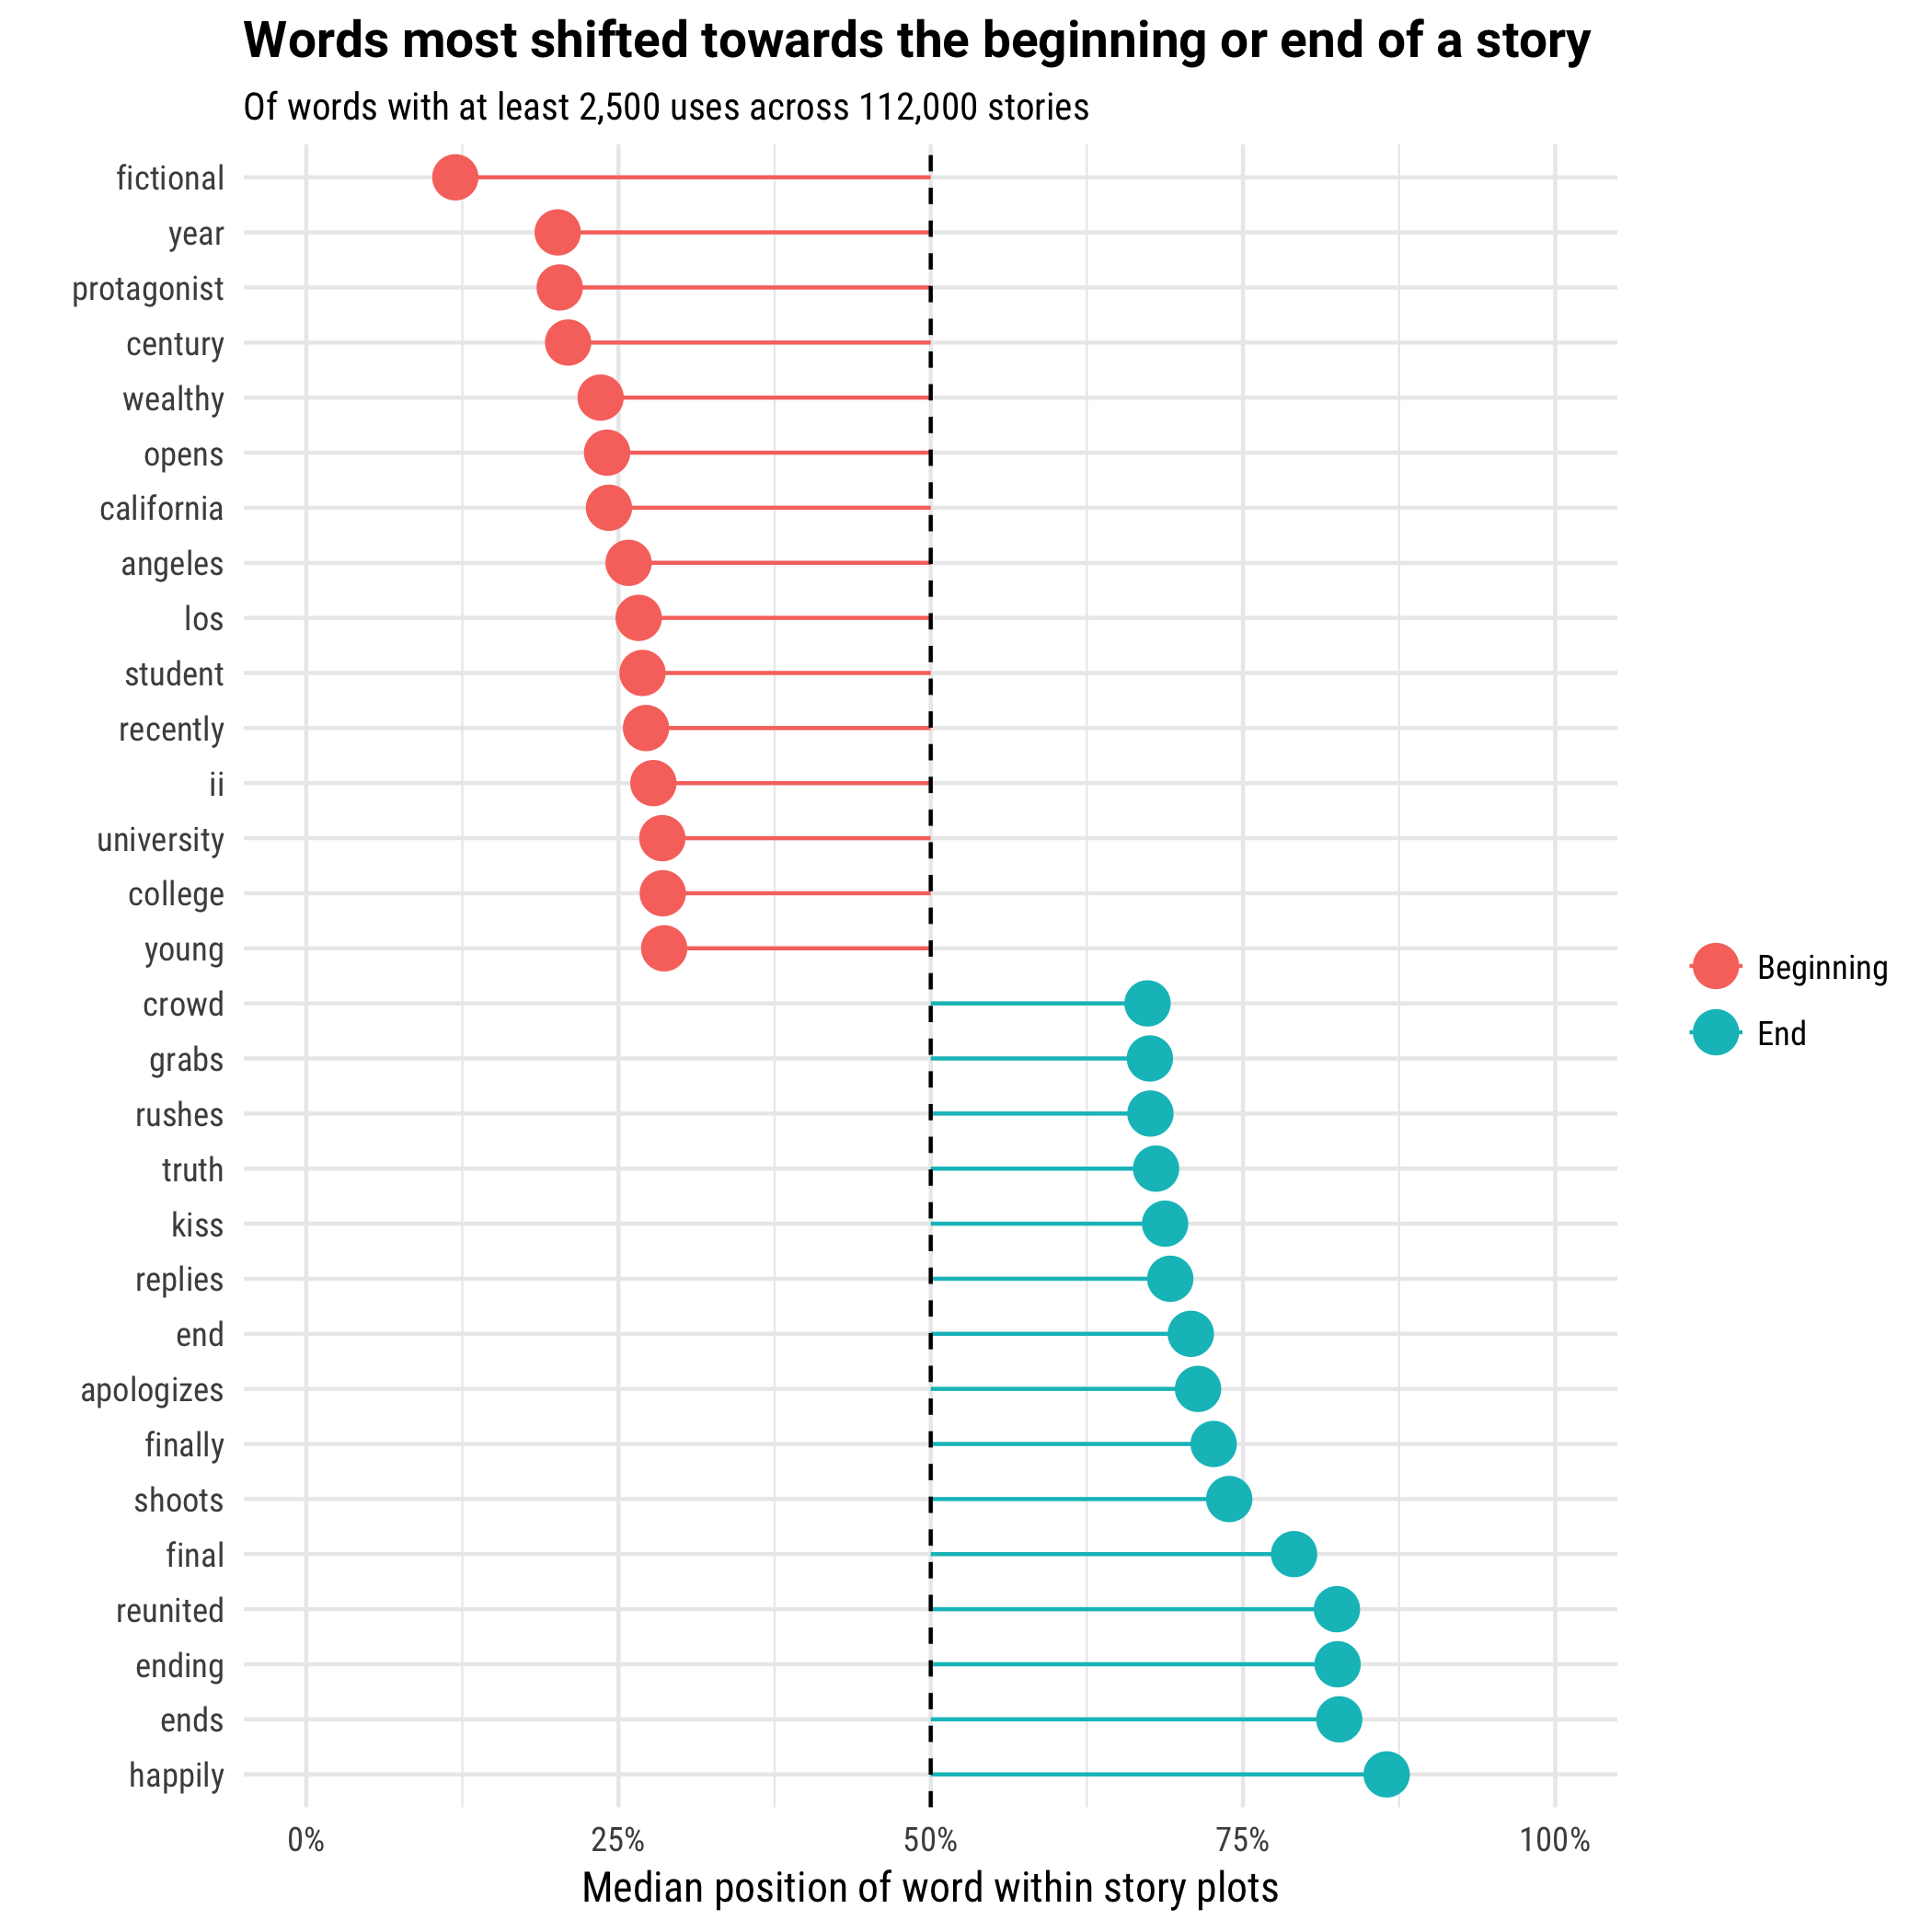 Words most shifted towards the beginning or end of a story
Of words with at least 2,500 uses across 112,000 stories
fictional
year
protagonist
century
wealthy
opens
california
angeles
los
student
recently
ii
university
college
young
crowd
grabs
rushes
truth
kiss
replies
end
apologizes
finally
shoots
final
reunited
ending
ends
happily
Beginning
End
0% 25% 50% 75% 100%
Median position of word within story plots